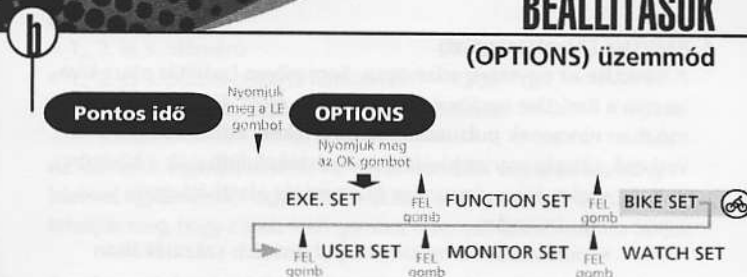 BEÁLLÍTÁSOK
(OPTIONS) üzemmód
Pontos idő
Nyomjuk
meg a LE
gombot
OPTIONS
Nyomjuk meg
az OK gombot
EXE. SET
FEL
gomb
FUNCTION SET
FEL
gomb
BIKE SET
FEL
gomb
USER SET
FEL
gomb
MONITOR SET
FEL
gomb
WATCH SET